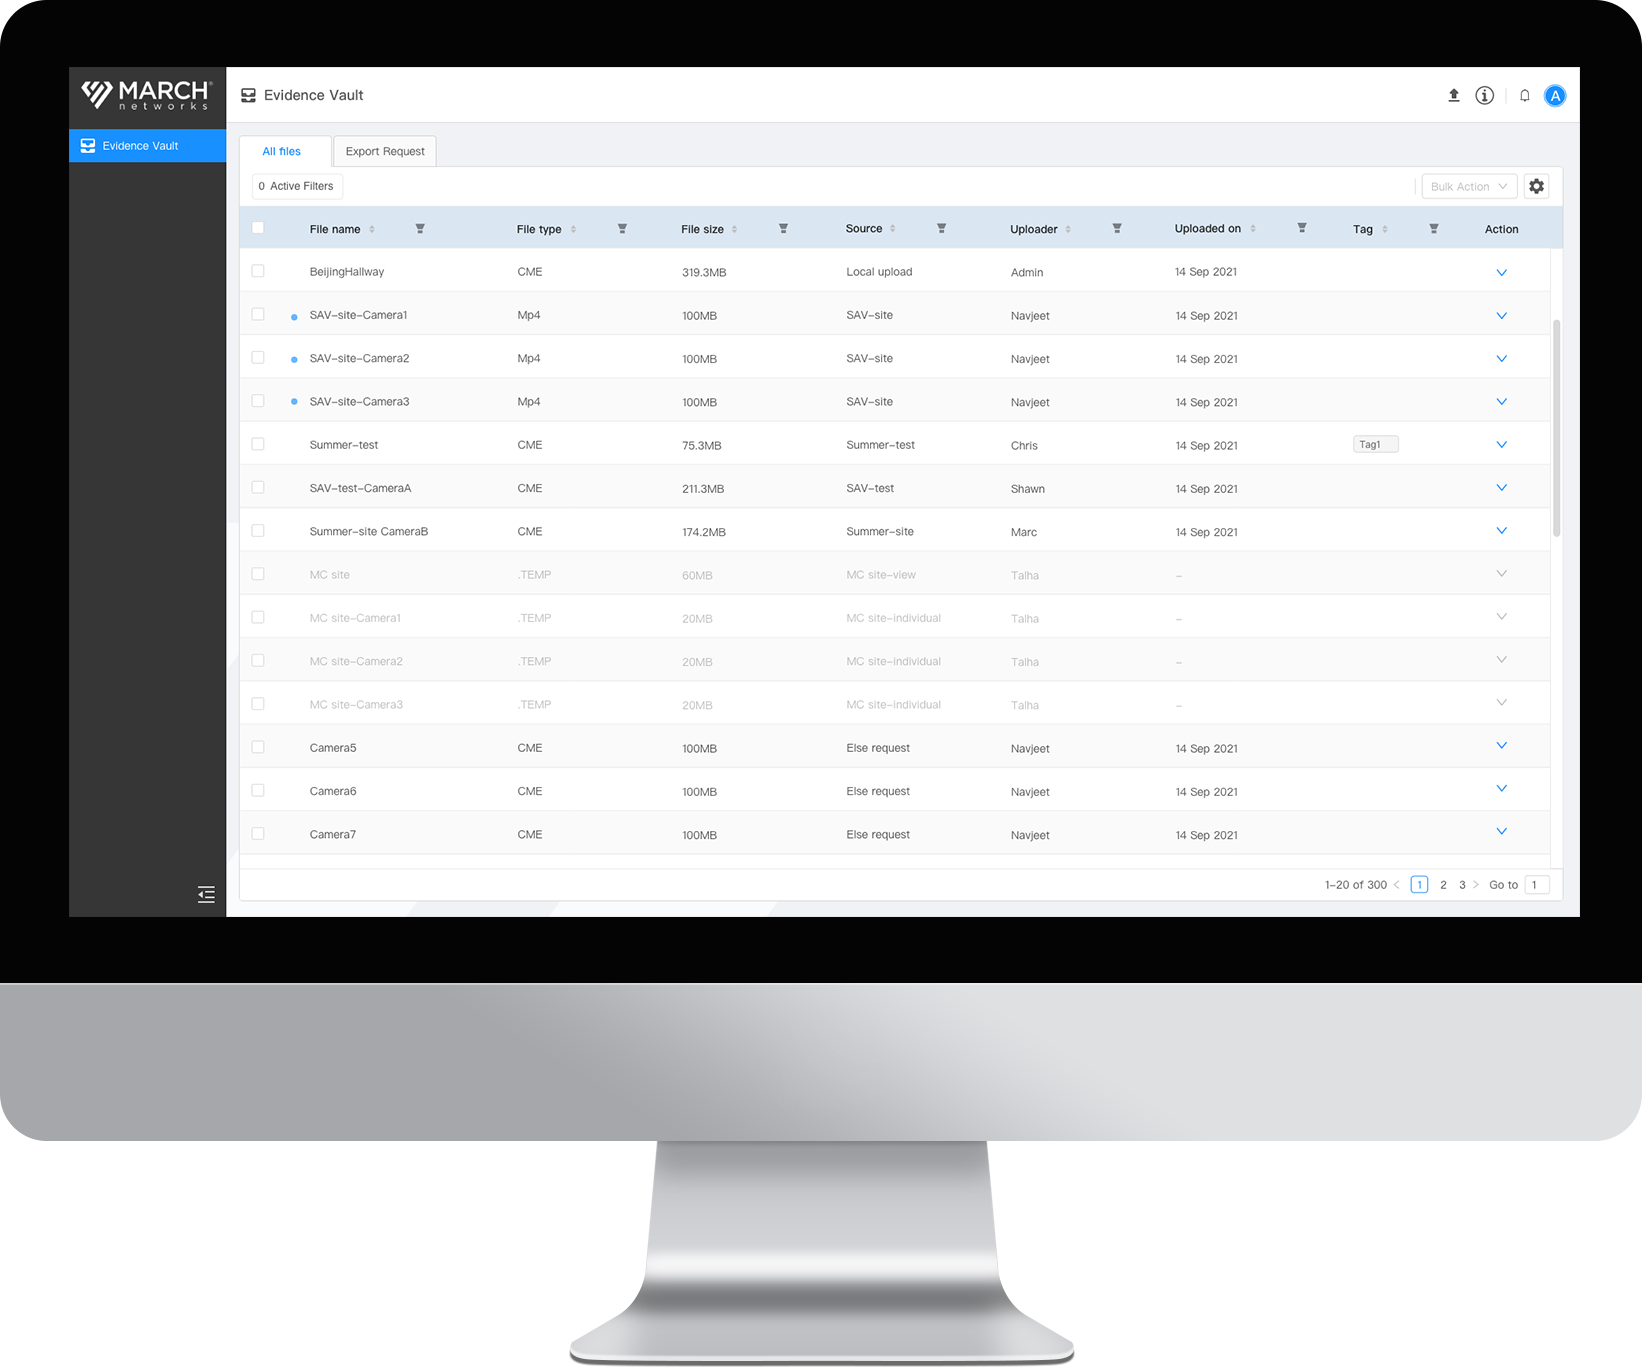 MARCH
networks
Evidence Vault
A
Evidence Vault
All files
Export Request
0 Active Filters
Bulk Action
File name File type File size Source Uploader Uploaded on Tag Action
BeijingHallway CME 319.3MB Local upload Admin 14 Sep 2021
SAV-site-Camera1 Mp4 100MB SAV-site Navjeet 14 Sep 2021
SAV-site-Camera2 Mp4 100MB SAV-site Navjeet 14 Sep 2021
SAV-site-Camera3 Mp4 100MB SAV-site Navjeet 14 Sep 2021
Summer-test CME 75.3MB Summer-test Chris 14 Sep 2021 Tag1
SAV-test-CameraA CME 211.3MB SAV-test Shawn 14 Sep 2021
Summer-site CameraB CME 174.2MB Summer-site Marc 14 Sep 2021
MC site .TEMP 60MB MC site-view Talha -
MC site-Camera1 .TEMP 20MB MC site-individual Talha -
MC site-Camera2 .TEMP 20MB MC site-individual Talha -
MC site-Camera3 .TEMP 20MB MC site-individual Talha -
Camera5 CME 100MB Else request Navjeet 14 Sep 2021
Camera6 CME 100MB Else request Navjeet 14 Sep 2021
Camera7 CME 100MB Else request Navjeet 14 Sep 2021
1-20 of 300 < 1 2 3 > Go to 1